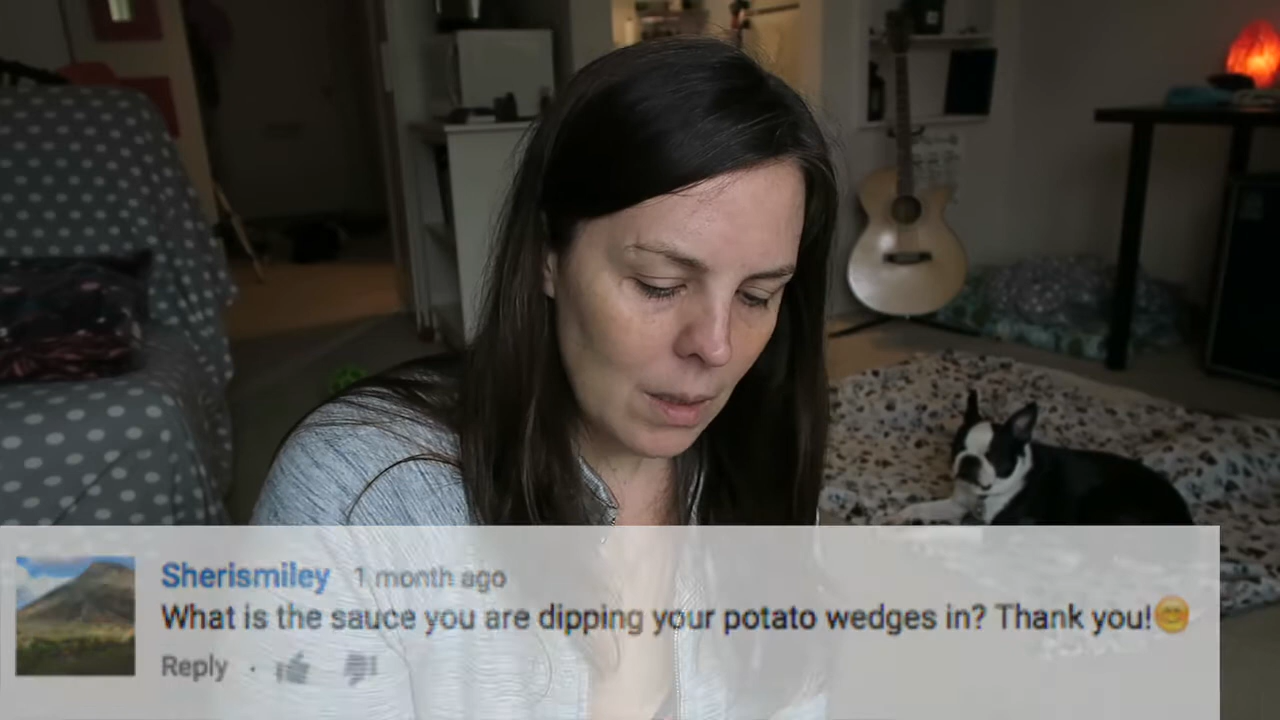 Sherismiley 1 month ago
What is the sauce you are dipping your potato wedges in? Thank you!😊
Reply ·